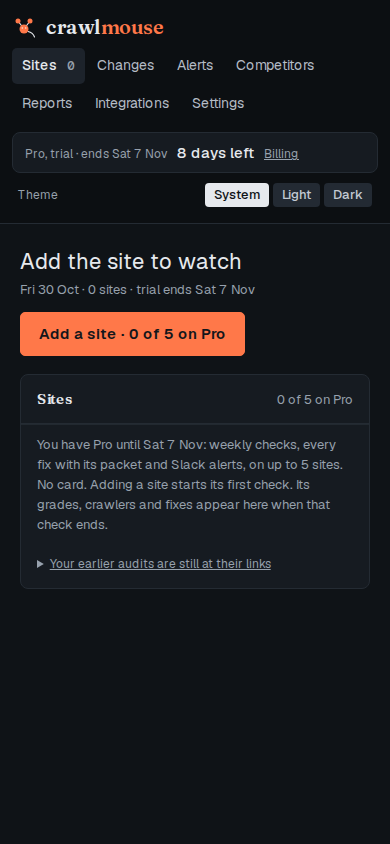 crawlmouse
Sites 0 Changes Alerts Competitors
Reports Integrations Settings
Pro, trial · ends Sat 7 Nov 8 days left Billing
Theme System Light Dark
Add the site to watch
Fri 30 Oct · 0 sites · trial ends Sat 7 Nov
Add a site · 0 of 5 on Pro
Sites 0 of 5 on Pro
You have Pro until Sat 7 Nov: weekly checks, every
fix with its packet and Slack alerts, on up to 5 sites.
No card. Adding a site starts its first check. Its
grades, crawlers and fixes appear here when that
check ends.
Your earlier audits are still at their links